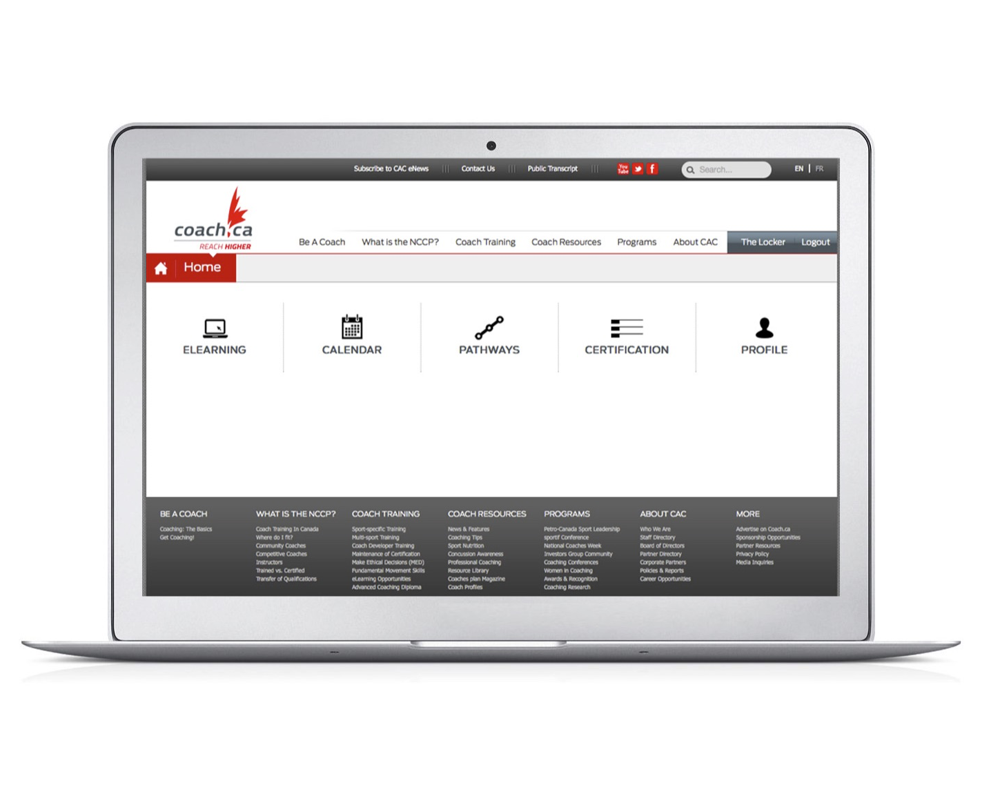 Subscribe to CAC eNews
Contact Us
Public Transcript
You Tube
f
Search...
EN | FR
coach.ca
REACH HIGHER
Be A Coach
What is the NCCP?
Coach Training
Coach Resources
Programs
About CAC
The Locker
Logout
Home
ELEARNING
CALENDAR
PATHWAYS
CERTIFICATION
PROFILE
BE A COACH
Coaching: The Basics
Get Coaching!
WHAT IS THE NCCP?
Coach Training In Canada
Where do I fit?
Community Coaches
Competitive Coaches
Instructors
Trained vs. Certified
Transfer of Qualifications
COACH TRAINING
Sport-specific Training
Multi-sport Training
Coach Developer Training
Maintenance of Certification
Make Ethical Decisions (MED)
Fundamental Movement Skills
eLearning Opportunities
Advanced Coaching Diploma
COACH RESOURCES
News & Features
Coaching Tips
Sport Nutrition
Concussion Awareness
Professional Coaching
Resource Library
Coaches plan Magazine
Coach Profiles
PROGRAMS
Petro-Canada Sport Leadership
sportif Conference
National Coaches Week
Investors Group Community
Coaching Conferences
Women in Coaching
Awards & Recognition
Coaching Research
ABOUT CAC
Who We Are
Staff Directory
Board of Directors
Partner Directory
Corporate Partners
Policies & Reports
Career Opportunities
MORE
Advertise on Coach.ca
Sponsorship Opportunities
Partner Resources
Privacy Policy
Media Inquiries